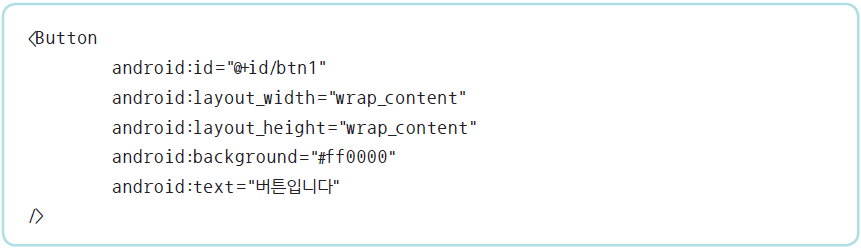 <Button
android:id="@+id/btn1"
android:layout_width="wrap_content"
android:layout_height="wrap_content"
android:background="#ff0000"
android:text="버튼입니다"
/>